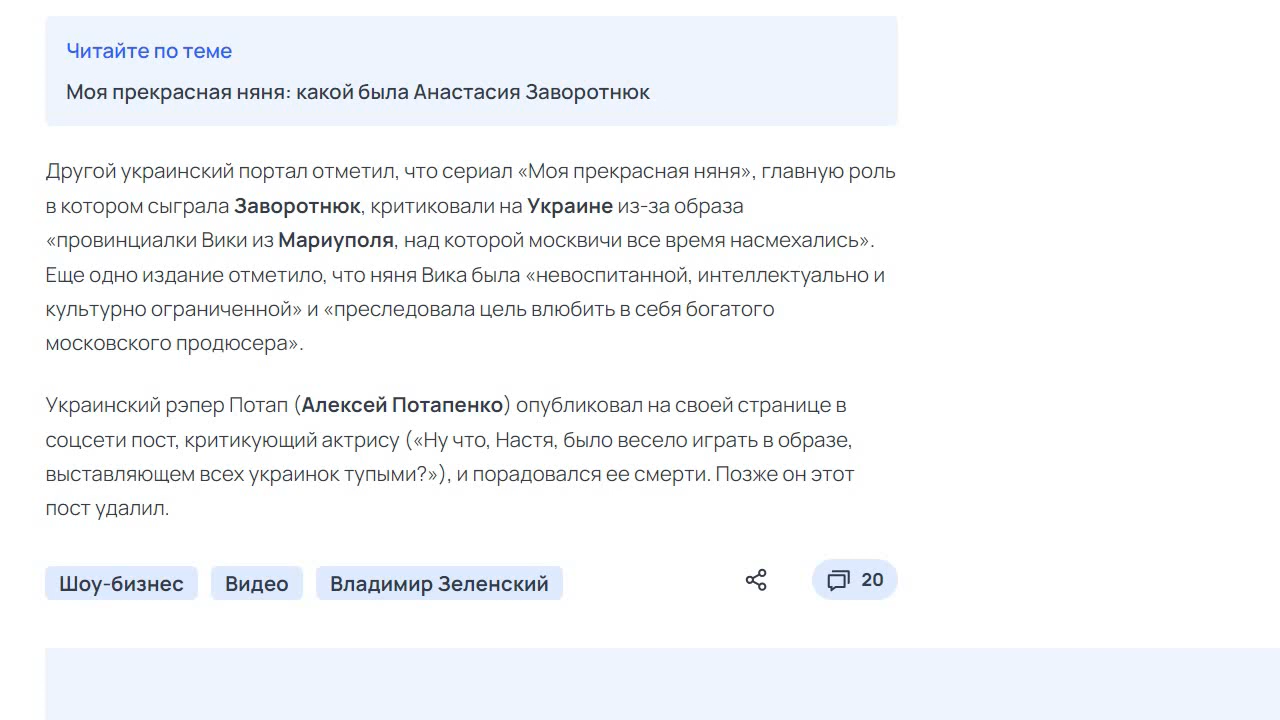 Читайте по теме
Моя прекрасная няня: какой была Анастасия Заворотнюк
Другой украинский портал отметил, что сериал «Моя прекрасная няня», главную роль
в котором сыграла Заворотнюк, критиковали на Украине из-за образа
«провинциалки Вики из Мариуполя, над которой москвичи все время насмехались».
Еще одно издание отметило, что няня Вика была «невоспитанной, интеллектуально и
культурно ограниченной» и «преследовала цель влюбить в себя богатого
московского продюсера».
Украинский рэпер Потап (Алексей Потапенко) опубликовал на своей странице в
соцсети пост, критикующий актрису («Ну что, Настя, было весело играть в образе,
выставляющем всех украинок тупыми?»), и порадовался ее смерти. Позже он этот
пост удалил.
Шоу-бизнес Видео Владимир Зеленский 20